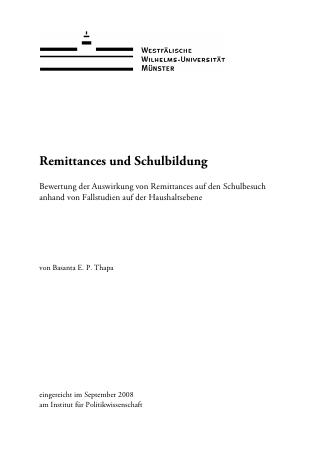 Westfälische
Wilhelms-Universität
Münster
Remittances und Schulbildung
Bewertung der Auswirkung von Remittances auf den Schulbesuch
anhand von Fallstudien auf der Haushaltsebene
von Basanta E. P. Thapa
eingereicht im September 2008
am Institut für Politikwissenschaft